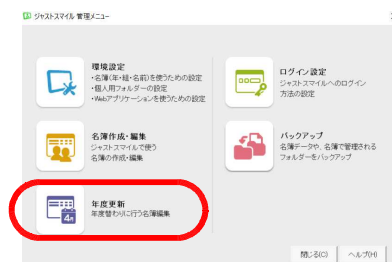 ジャストスマイル 管理メニュー
環境設定
・名簿(年・組・名前)を使うための設定
・個人用フォルダーの設定
・Webアプリケーションを使うための設定
ログイン設定
ジャストスマイルへのログイン
方法の設定
名簿作成・編集
ジャストスマイルで使う
名簿の作成・編集
バックアップ
名簿データや、名簿で管理される
フォルダーをバックアップ
年度更新
年度替わりに行う名簿編集
閉じる(C) ヘルプ(H)